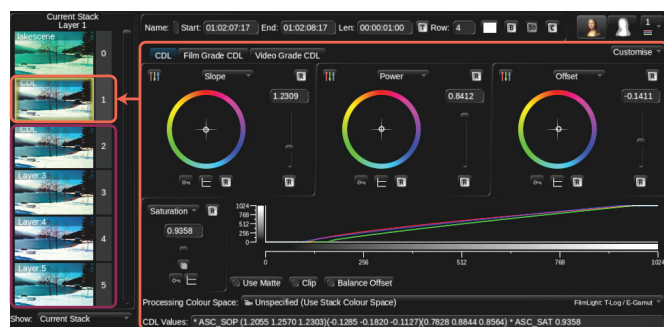 Current Stack
Layer 1
lakescene
0
CDL
1
CDL
2
Layer:3
3
Layer:4
4
Layer:5
5
Show: Current Stack
Name: Start: 01:02:07:17 End: 01:02:08:17 Len: 00:00:01:00 T Row: 4 B 3D C 1
CDL Film Grade CDL Video Grade CDL Customise
Slope R Power R Offset R
1.2309 0.8412 -0.1411
R R R R R R
Saturation R
0.9358
1024
768
512
256
0
0 256 512 768 1024
Use Matte Clip Balance Offset
Processing Colour Space: Unspecified (Use Stack Colour Space) FilmLight: T-Log / E-Gamut
CDL Values: * ASC_SOP (1.2055 1.2570 1.2303)(-0.1285 -0.1820 -0.1127)(0.7828 0.8844 0.8564) * ASC_SAT 0.9358